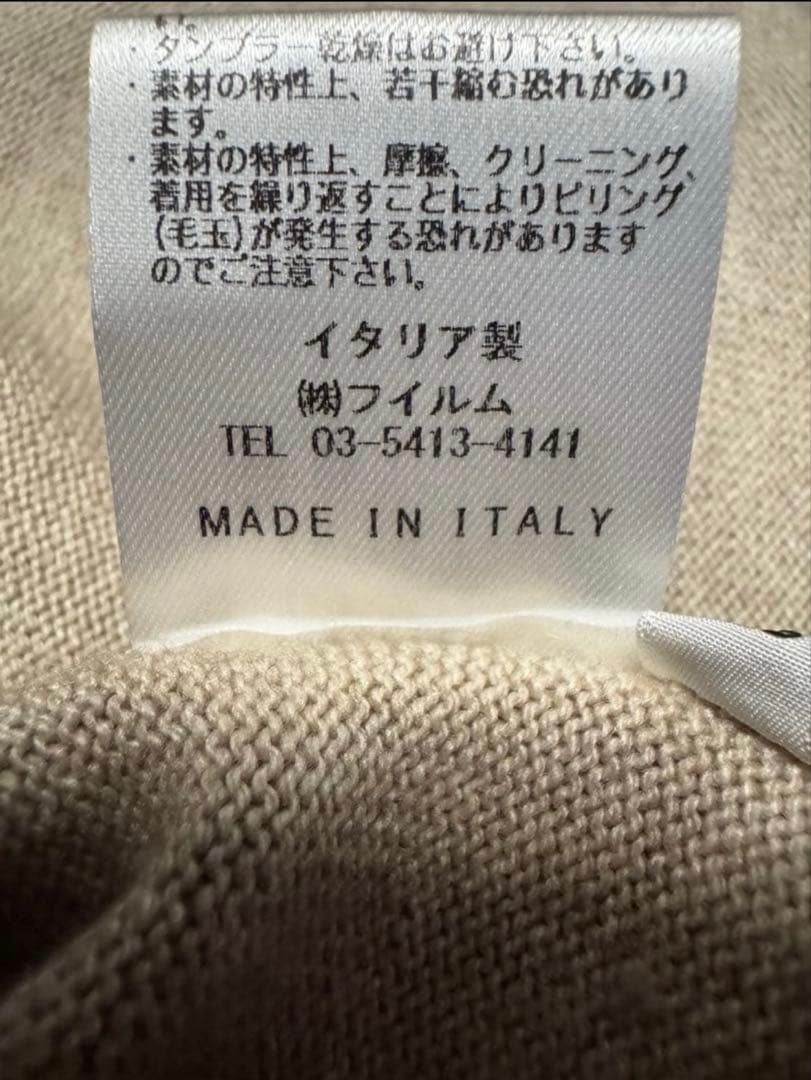 ・タンブラー乾燥はお避け下さい。
・素材の特性上、若干縮む恐れがあり
ます。
・素材の特性上、摩擦、クリーニング、
着用を繰り返すことによりピリング
(毛玉)が発生する恐れがあります
のでご注意下さい。
イタリア製
㈱フイルム
TEL 03-5413-4141
MADE IN ITALY